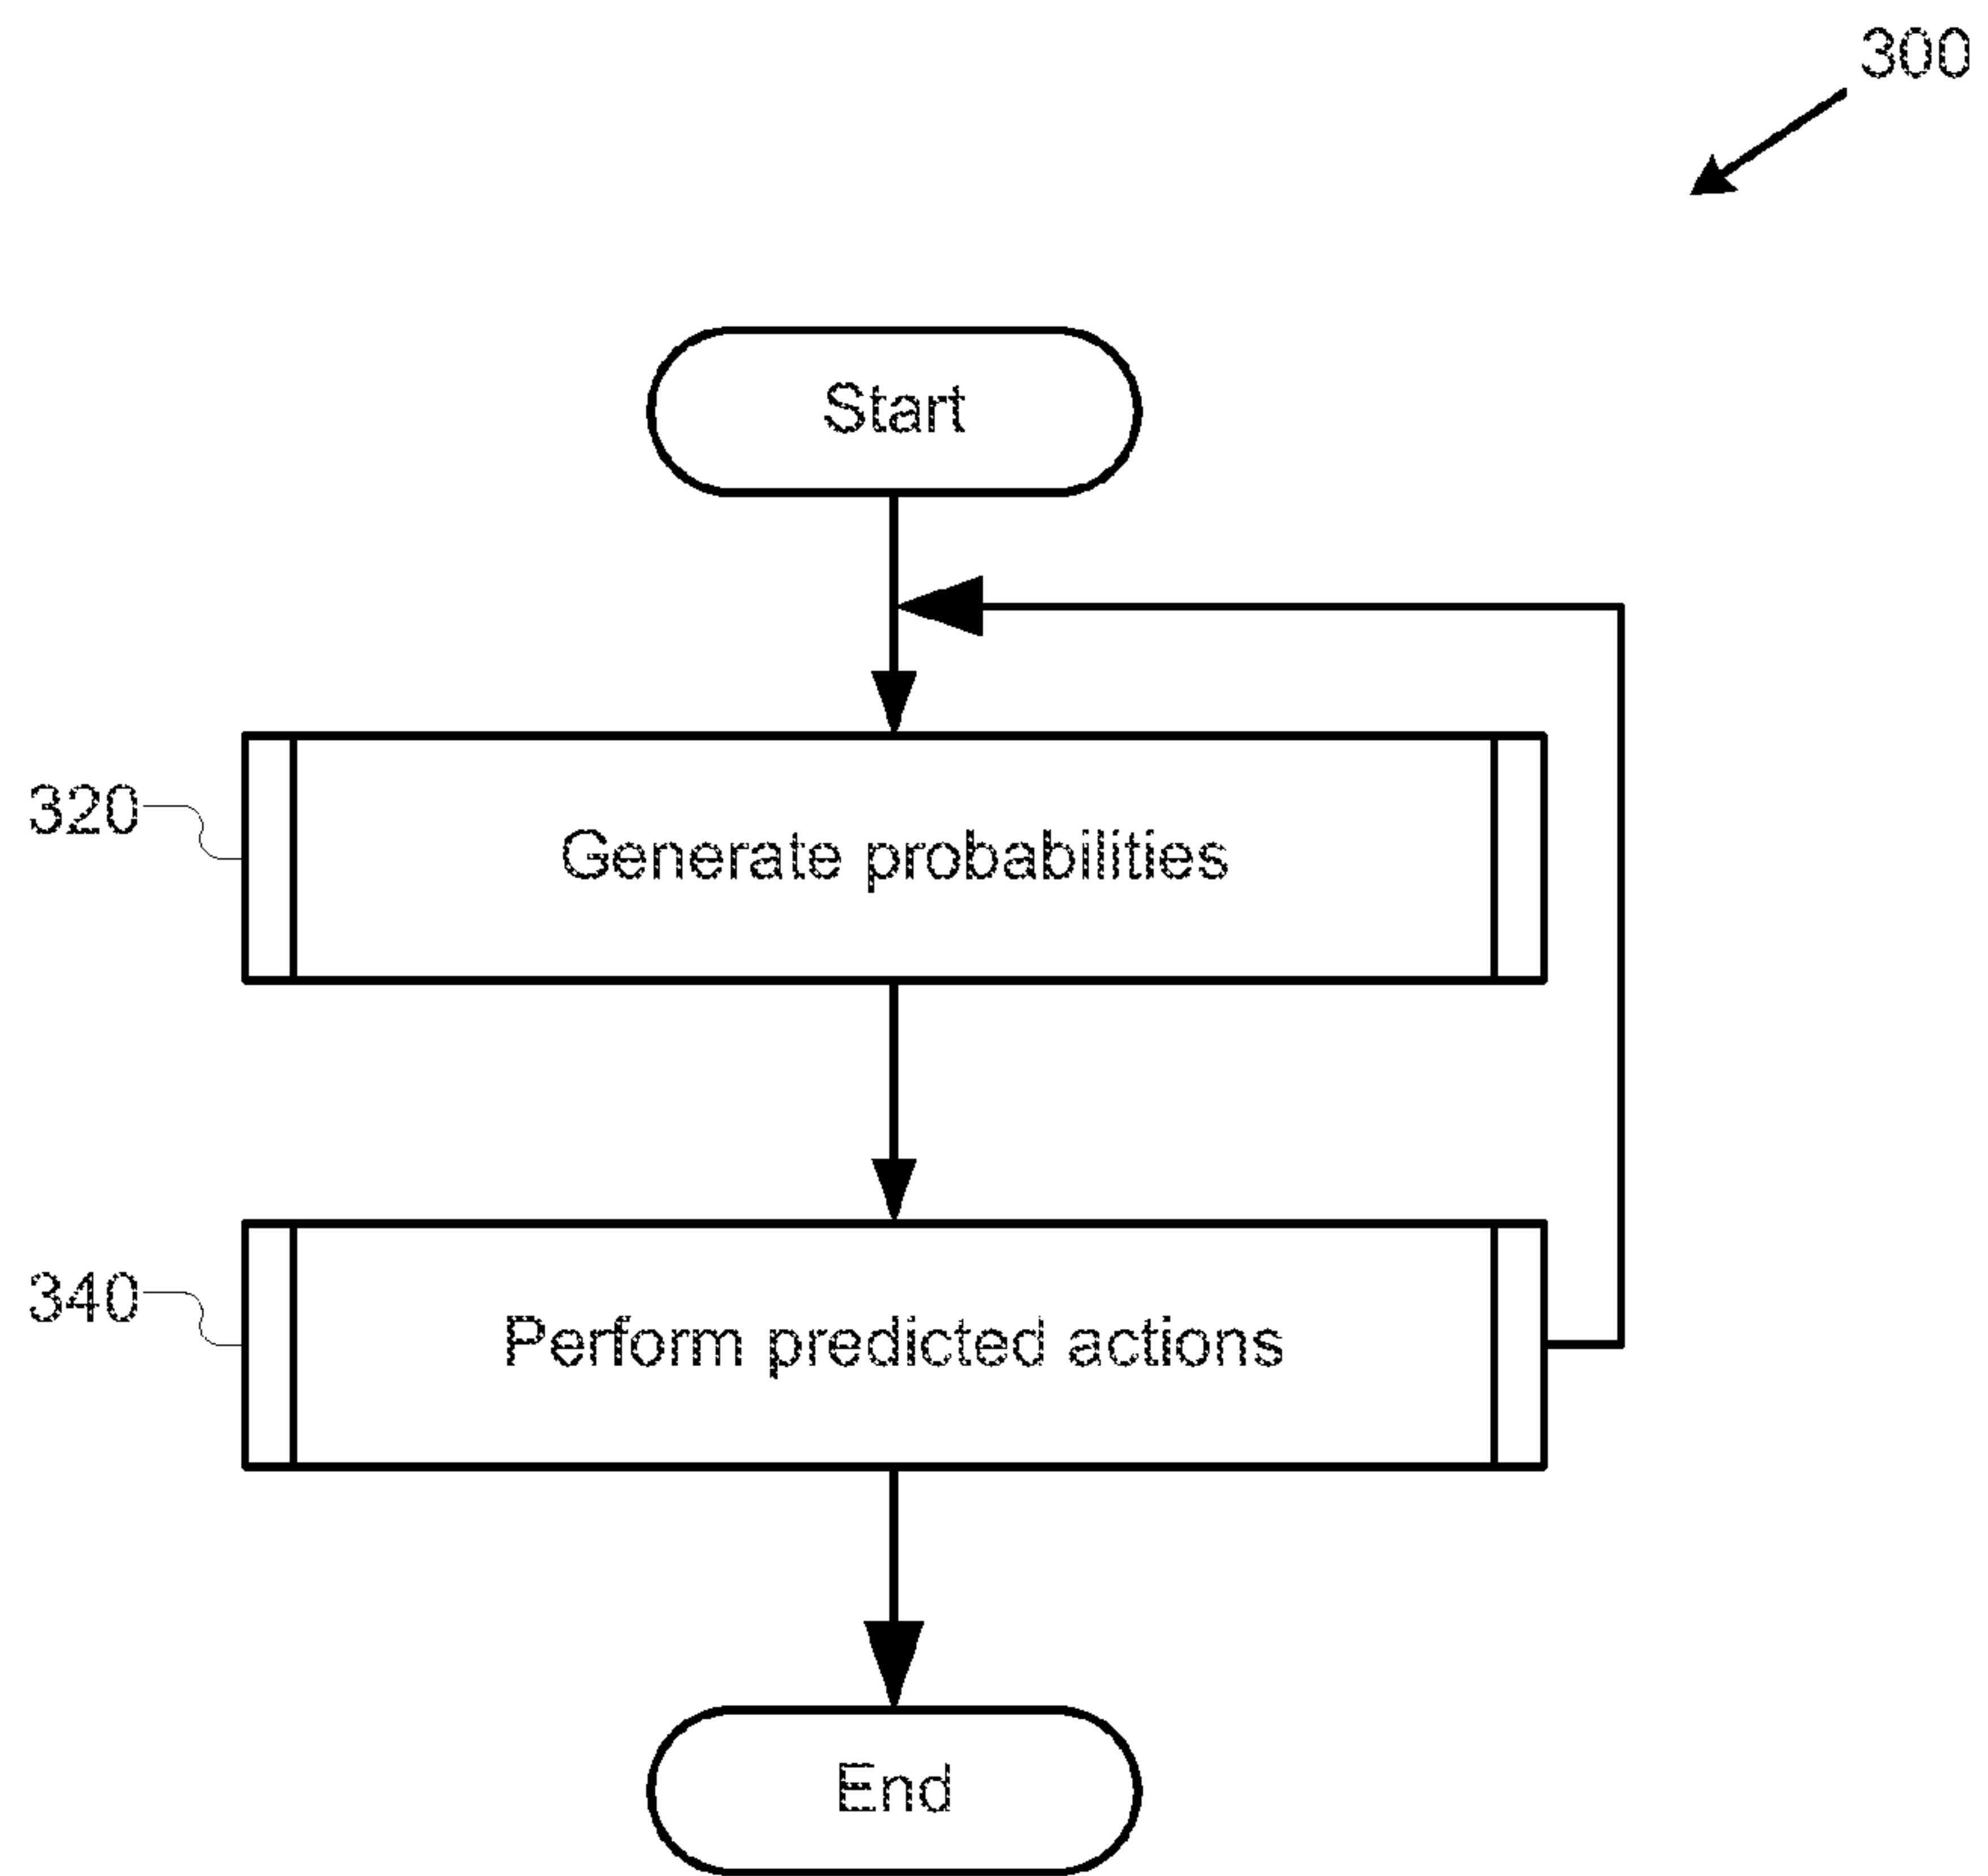 300
Start
320
Generate probabilities
340
Perform predicted actions
End